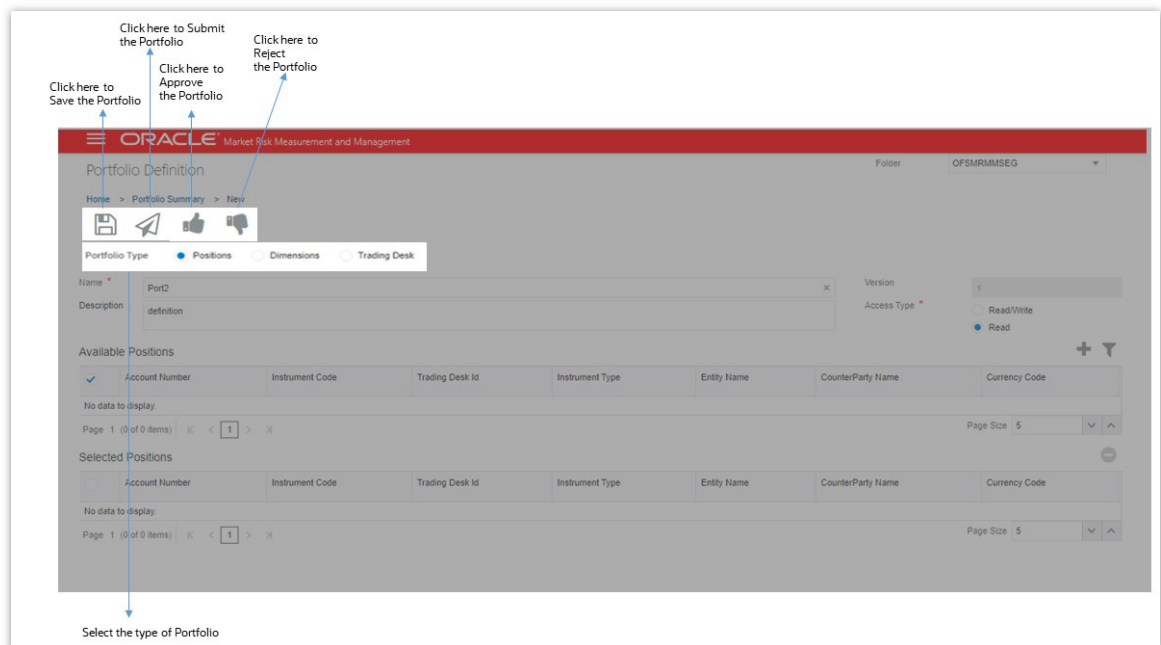 Click here to Submit
the Portfolio
Click here to
Reject
the Portfolio
Click here to
Approve
the Portfolio
Click here to
Save the Portfolio
ORACLE® Market Risk Measurement and Management
Portfolio Definition
Folder OFSMRMMSEG
Home > Portfolio Summary > New
Portfolio Type Positions Dimensions Trading Desk
Name * Port2 Version 1
Description definition Access Type * Read/Write
Read
Available Positions
Account Number Instrument Code Trading Desk Id Instrument Type Entity Name CounterParty Name Currency Code
No data to display.
Page 1 (0 of 0 items) 1 Page Size 5
Selected Positions
Account Number Instrument Code Trading Desk Id Instrument Type Entity Name CounterParty Name Currency Code
No data to display.
Page 1 (0 of 0 items) 1 Page Size 5
Select the type of Portfolio